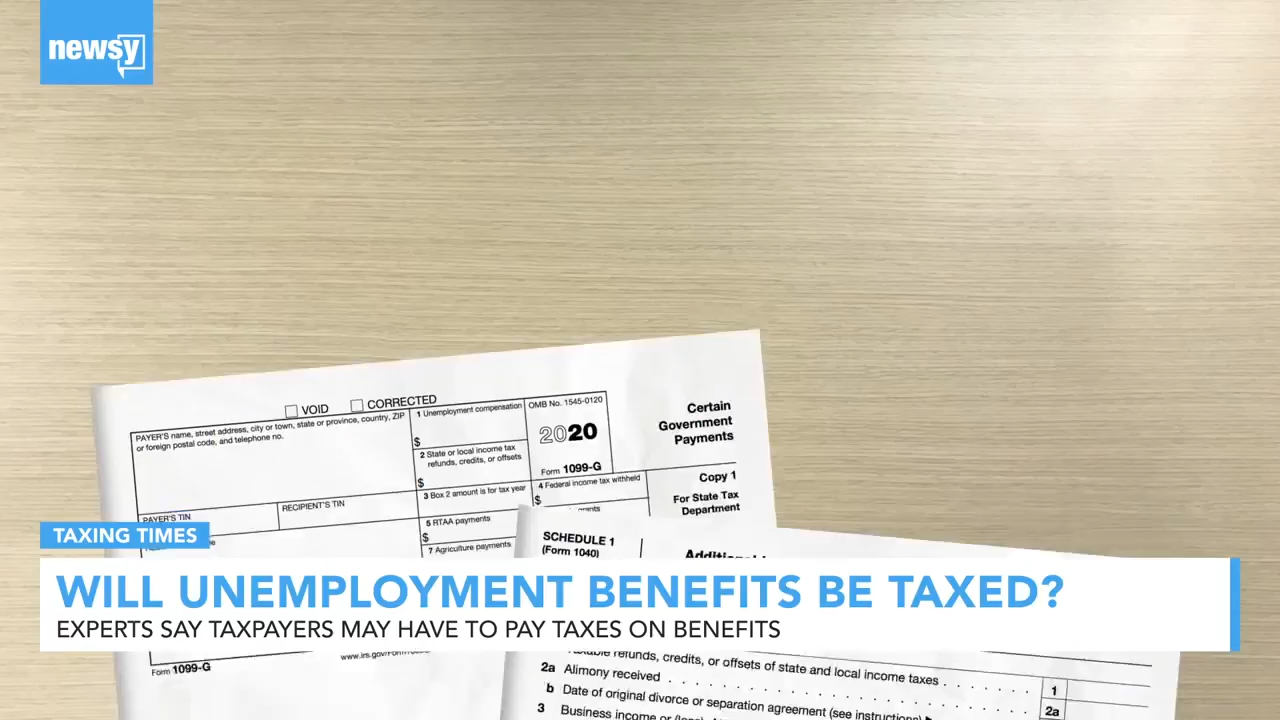 newsy
VOID
CORRECTED
PAYER'S name, street address, city or town, state or province, country, ZIP
or foreign postal code, and telephone no.
1 Unemployment compensation
$
2 State or local income tax
refunds, credits, or offsets
$
OMB No. 1545-0120
2020
Form 1099-G
Certain
Government
Payments
PAYER'S TIN
RECIPIENT'S TIN
3 Box 2 amount is for tax year
4 Federal income tax withheld
$
Copy 1
For State Tax
Department
5 RTAA payments
$
7 Agriculture payments
SCHEDULE 1
(Form 1040)
TAXING TIMES
WILL UNEMPLOYMENT BENEFITS BE TAXED?
EXPERTS SAY TAXPAYERS MAY HAVE TO PAY TAXES ON BENEFITS
Form 1099-G
refunds, credits, or offsets of state and local income taxes
1
2a Alimony received
2a
b Date of original divorce or separation agreement (see instructions)
3 Business income or